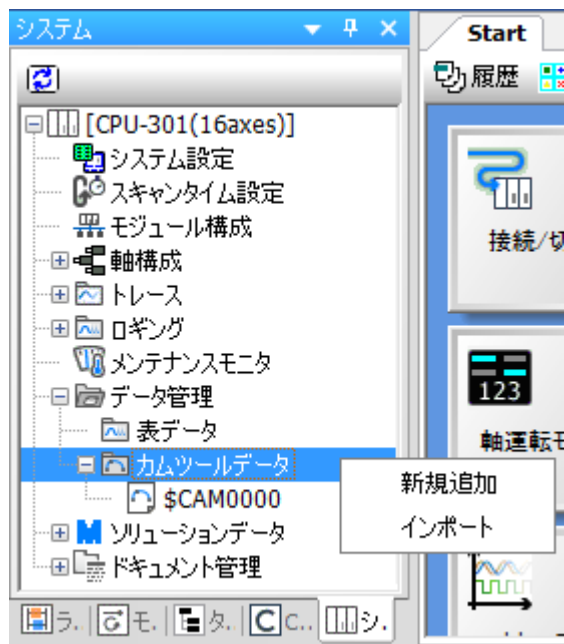 システム
[CPU-301(16axes)]
システム設定
スキャンタイム設定
モジュール構成
軸構成
トレース
ロギング
メンテナンスモニタ
データ管理
表データ
カムツールデータ
$CAM0000
ソリューションデータ
ドキュメント管理
ラ.. モ. タ.. C C.. シ.
新規追加
インポート
Start
履歴
接続/切
123
軸運転モ